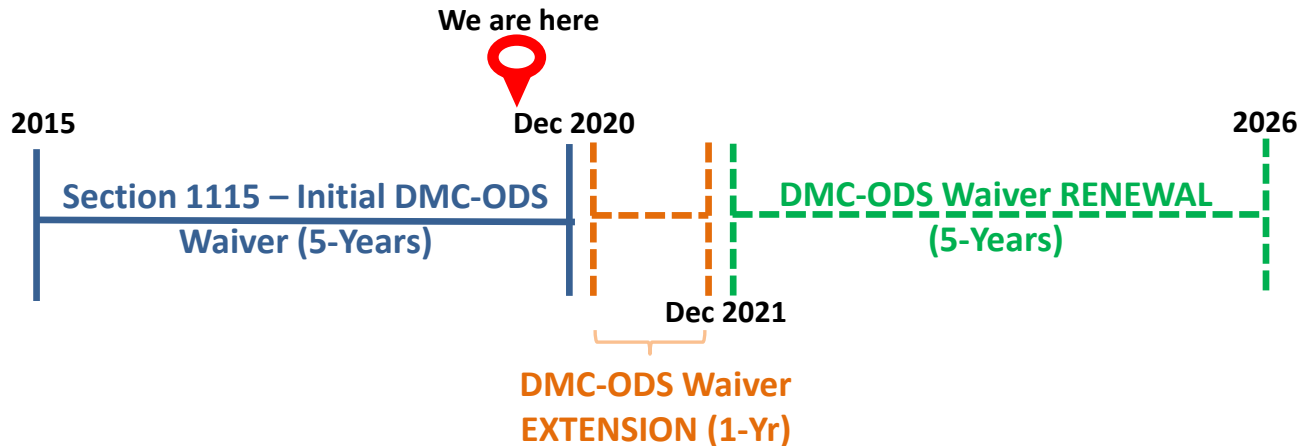 We are here
2015
Dec 2020
2026
Section 1115 – Initial DMC-ODS
Waiver (5-Years)
DMC-ODS Waiver RENEWAL
(5-Years)
Dec 2021
DMC-ODS Waiver
EXTENSION (1-Yr)